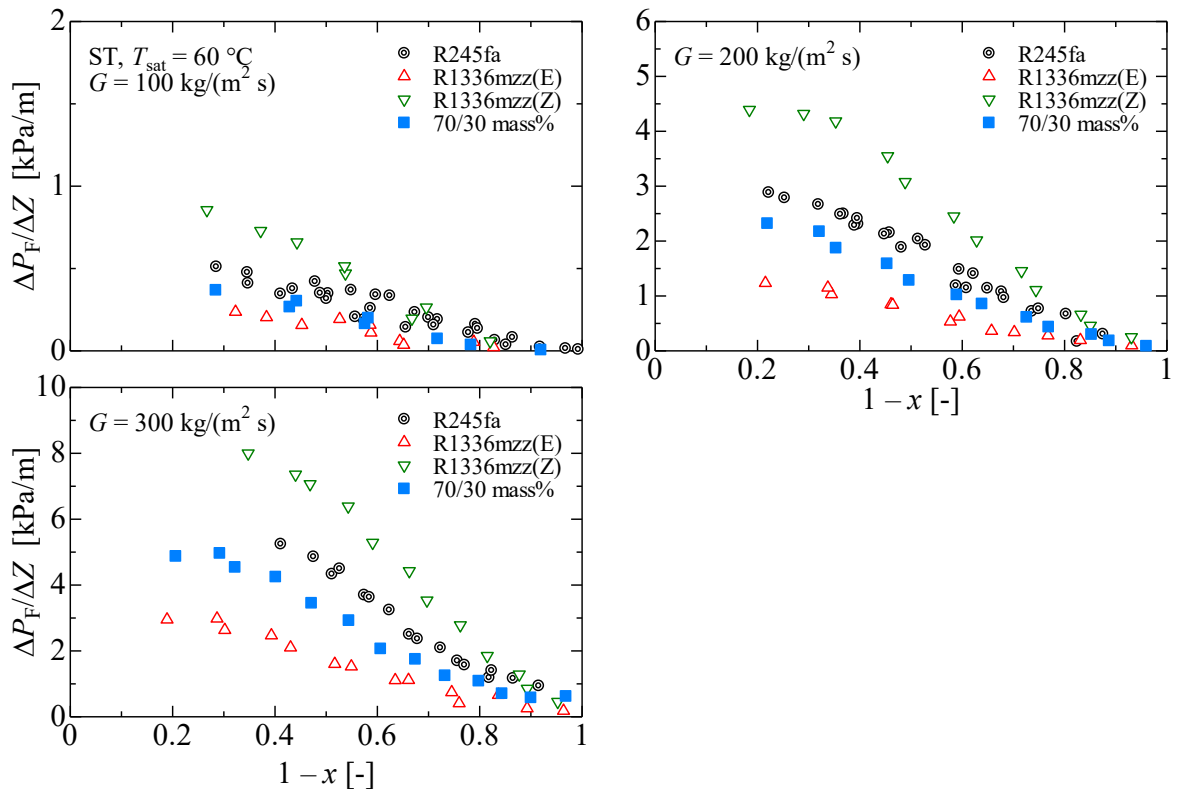 2
ST, Tsat = 60 °C
G = 100 kg/(m² s)
R245fa
R1336mzz(E)
R1336mzz(Z)
70/30 mass%
1
0
ΔPF/ΔZ [kPa/m]
6
G = 200 kg/(m² s)
R245fa
R1336mzz(E)
R1336mzz(Z)
70/30 mass%
5
4
3
2
1
0
0 0.2 0.4 0.6 0.8 1
1 – x [-]
10
G = 300 kg/(m² s)
R245fa
R1336mzz(E)
R1336mzz(Z)
70/30 mass%
8
6
4
2
0
ΔPF/ΔZ [kPa/m]
0 0.2 0.4 0.6 0.8 1
1 – x [-]